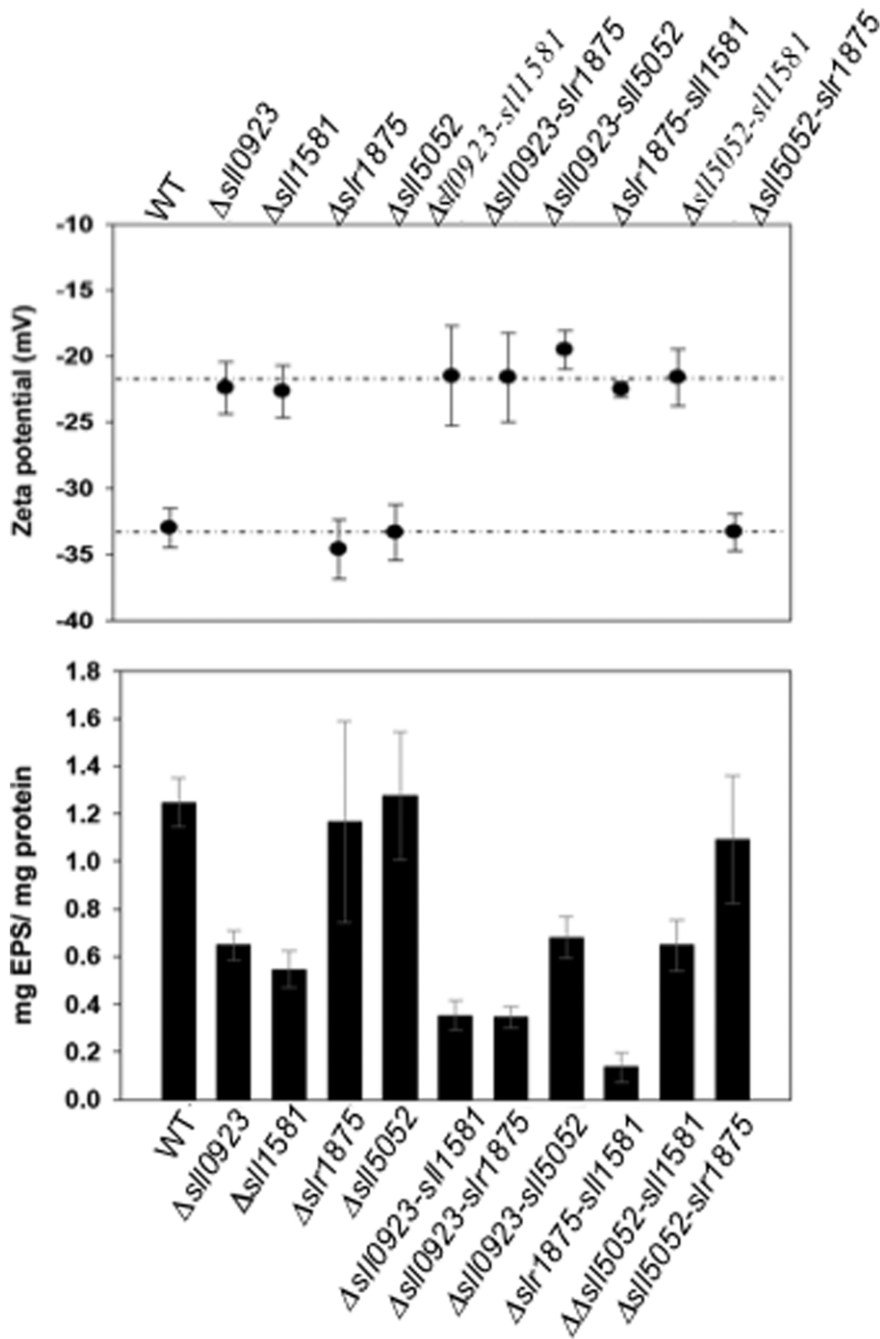 WT
Δsll0923
Δsll1581
Δslr1875
Δsll5052
Δsll0923-sll1581
Δsll0923-slr1875
Δsll0923-sll5052
Δslr1875-sll1581
Δsll5052-sll1581
Δsll5052-slr1875
Zeta potential (mV)
-10
-15
-20
-25
-30
-35
-40
mg EPS/ mg protein
1.8
1.6
1.4
1.2
1.0
0.8
0.6
0.4
0.2
0.0
WT
Δsll0923
Δsll1581
Δslr1875
Δsll5052
Δsll0923-sll1581
Δsll0923-slr1875
Δsll0923-sll5052
Δslr1875-sll1581
ΔΔsll5052-sll1581
Δsll5052-slr1875